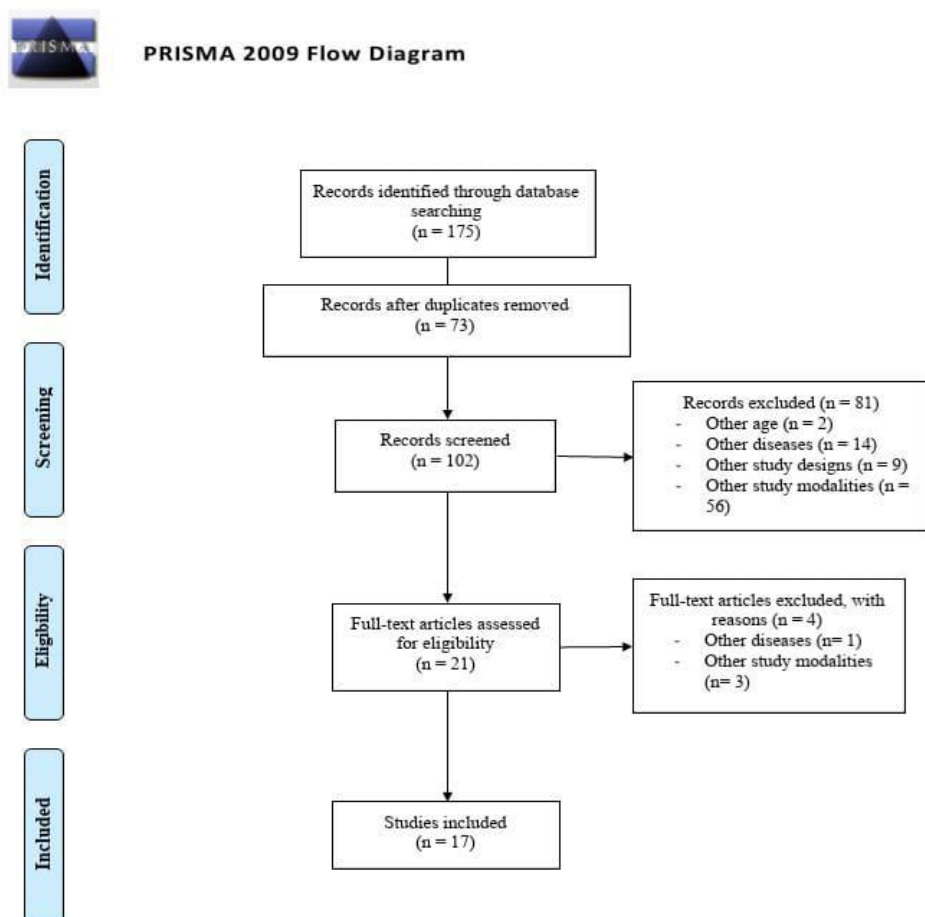 PRISMA
PRISMA 2009 Flow Diagram
Identification
Records identified through database
searching
(n = 175)
Records after duplicates removed
(n = 73)
Screening
Records screened
(n = 102)
Records excluded (n = 81)
- Other age (n = 2)
- Other diseases (n = 14)
- Other study designs (n = 9)
- Other study modalities (n =
56)
Eligibility
Full-text articles assessed
for eligibility
(n = 21)
Full-text articles excluded, with
reasons (n = 4)
- Other diseases (n= 1)
- Other study modalities
(n= 3)
Included
Studies included
(n = 17)